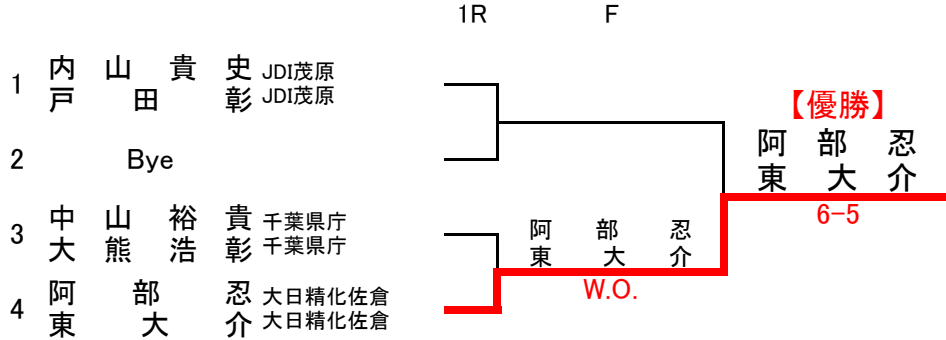 1R F
1 内山貴史 JDI茂原
戸田彰 JDI茂原
2 Bye
3 中山裕貴 千葉県庁
大熊浩彰 千葉県庁
4 阿部忍 大日精化佐倉
東大介 大日精化佐倉
阿部忍
東大介
W.O.
【優勝】
阿部忍
東大介
6-5